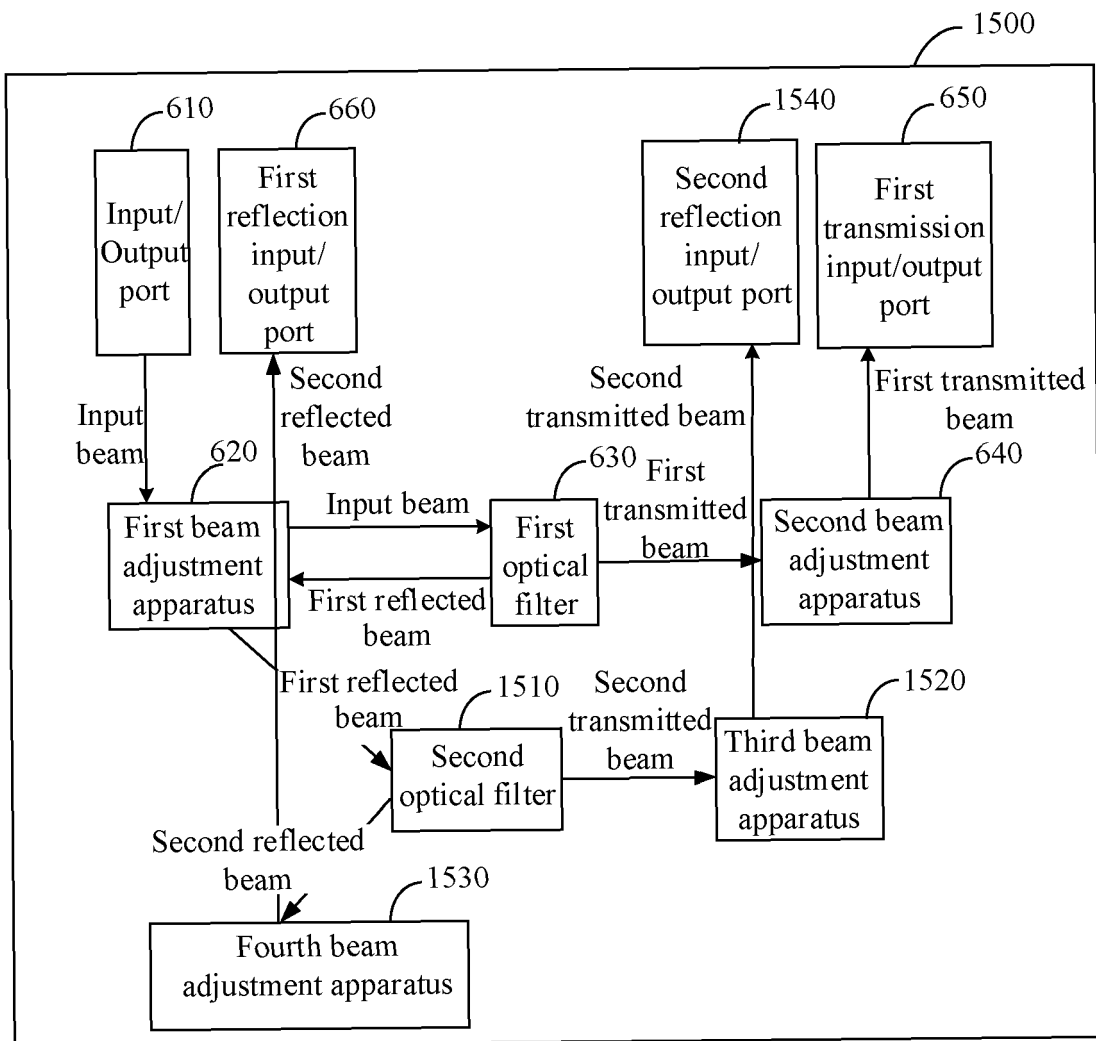 1500
610
660
1540
650
Input/
Output
port
First
reflection
input/
output
port
Second
reflection
input/
output port
First
transmission
input/output
port
Input
beam
Second
reflected
beam
Second
transmitted
beam
First transmitted
beam
620
630
640
First beam
adjustment
apparatus
Input beam
First reflected
beam
First
optical
filter
First
transmitted
beam
Second beam
adjustment
apparatus
First reflected
beam
1510
Second
optical filter
Second
transmitted
beam
1520
Third beam
adjustment
apparatus
Second reflected
beam
1530
Fourth beam
adjustment apparatus